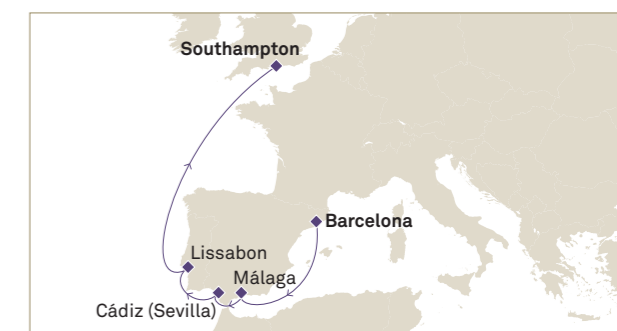 Southampton
Barcelona
Lissabon
Málaga
Cádiz (Sevilla)